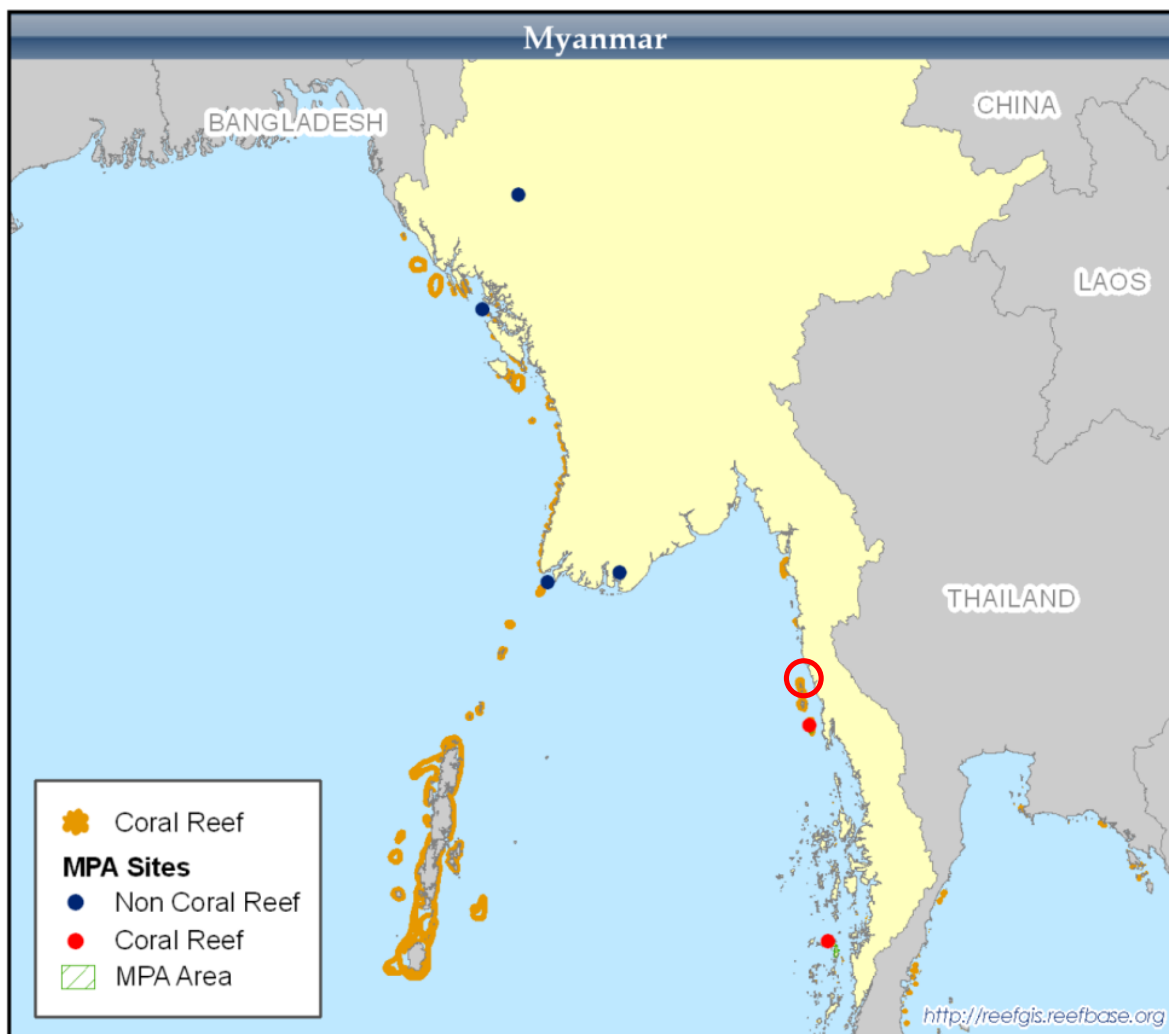 Myanmar
CHINA
BANGLADESH
LAOS
THAILAND
Coral Reef
MPA Sites
Non Coral Reef
Coral Reef
MPA Area
http://reefgis.reefbase.org